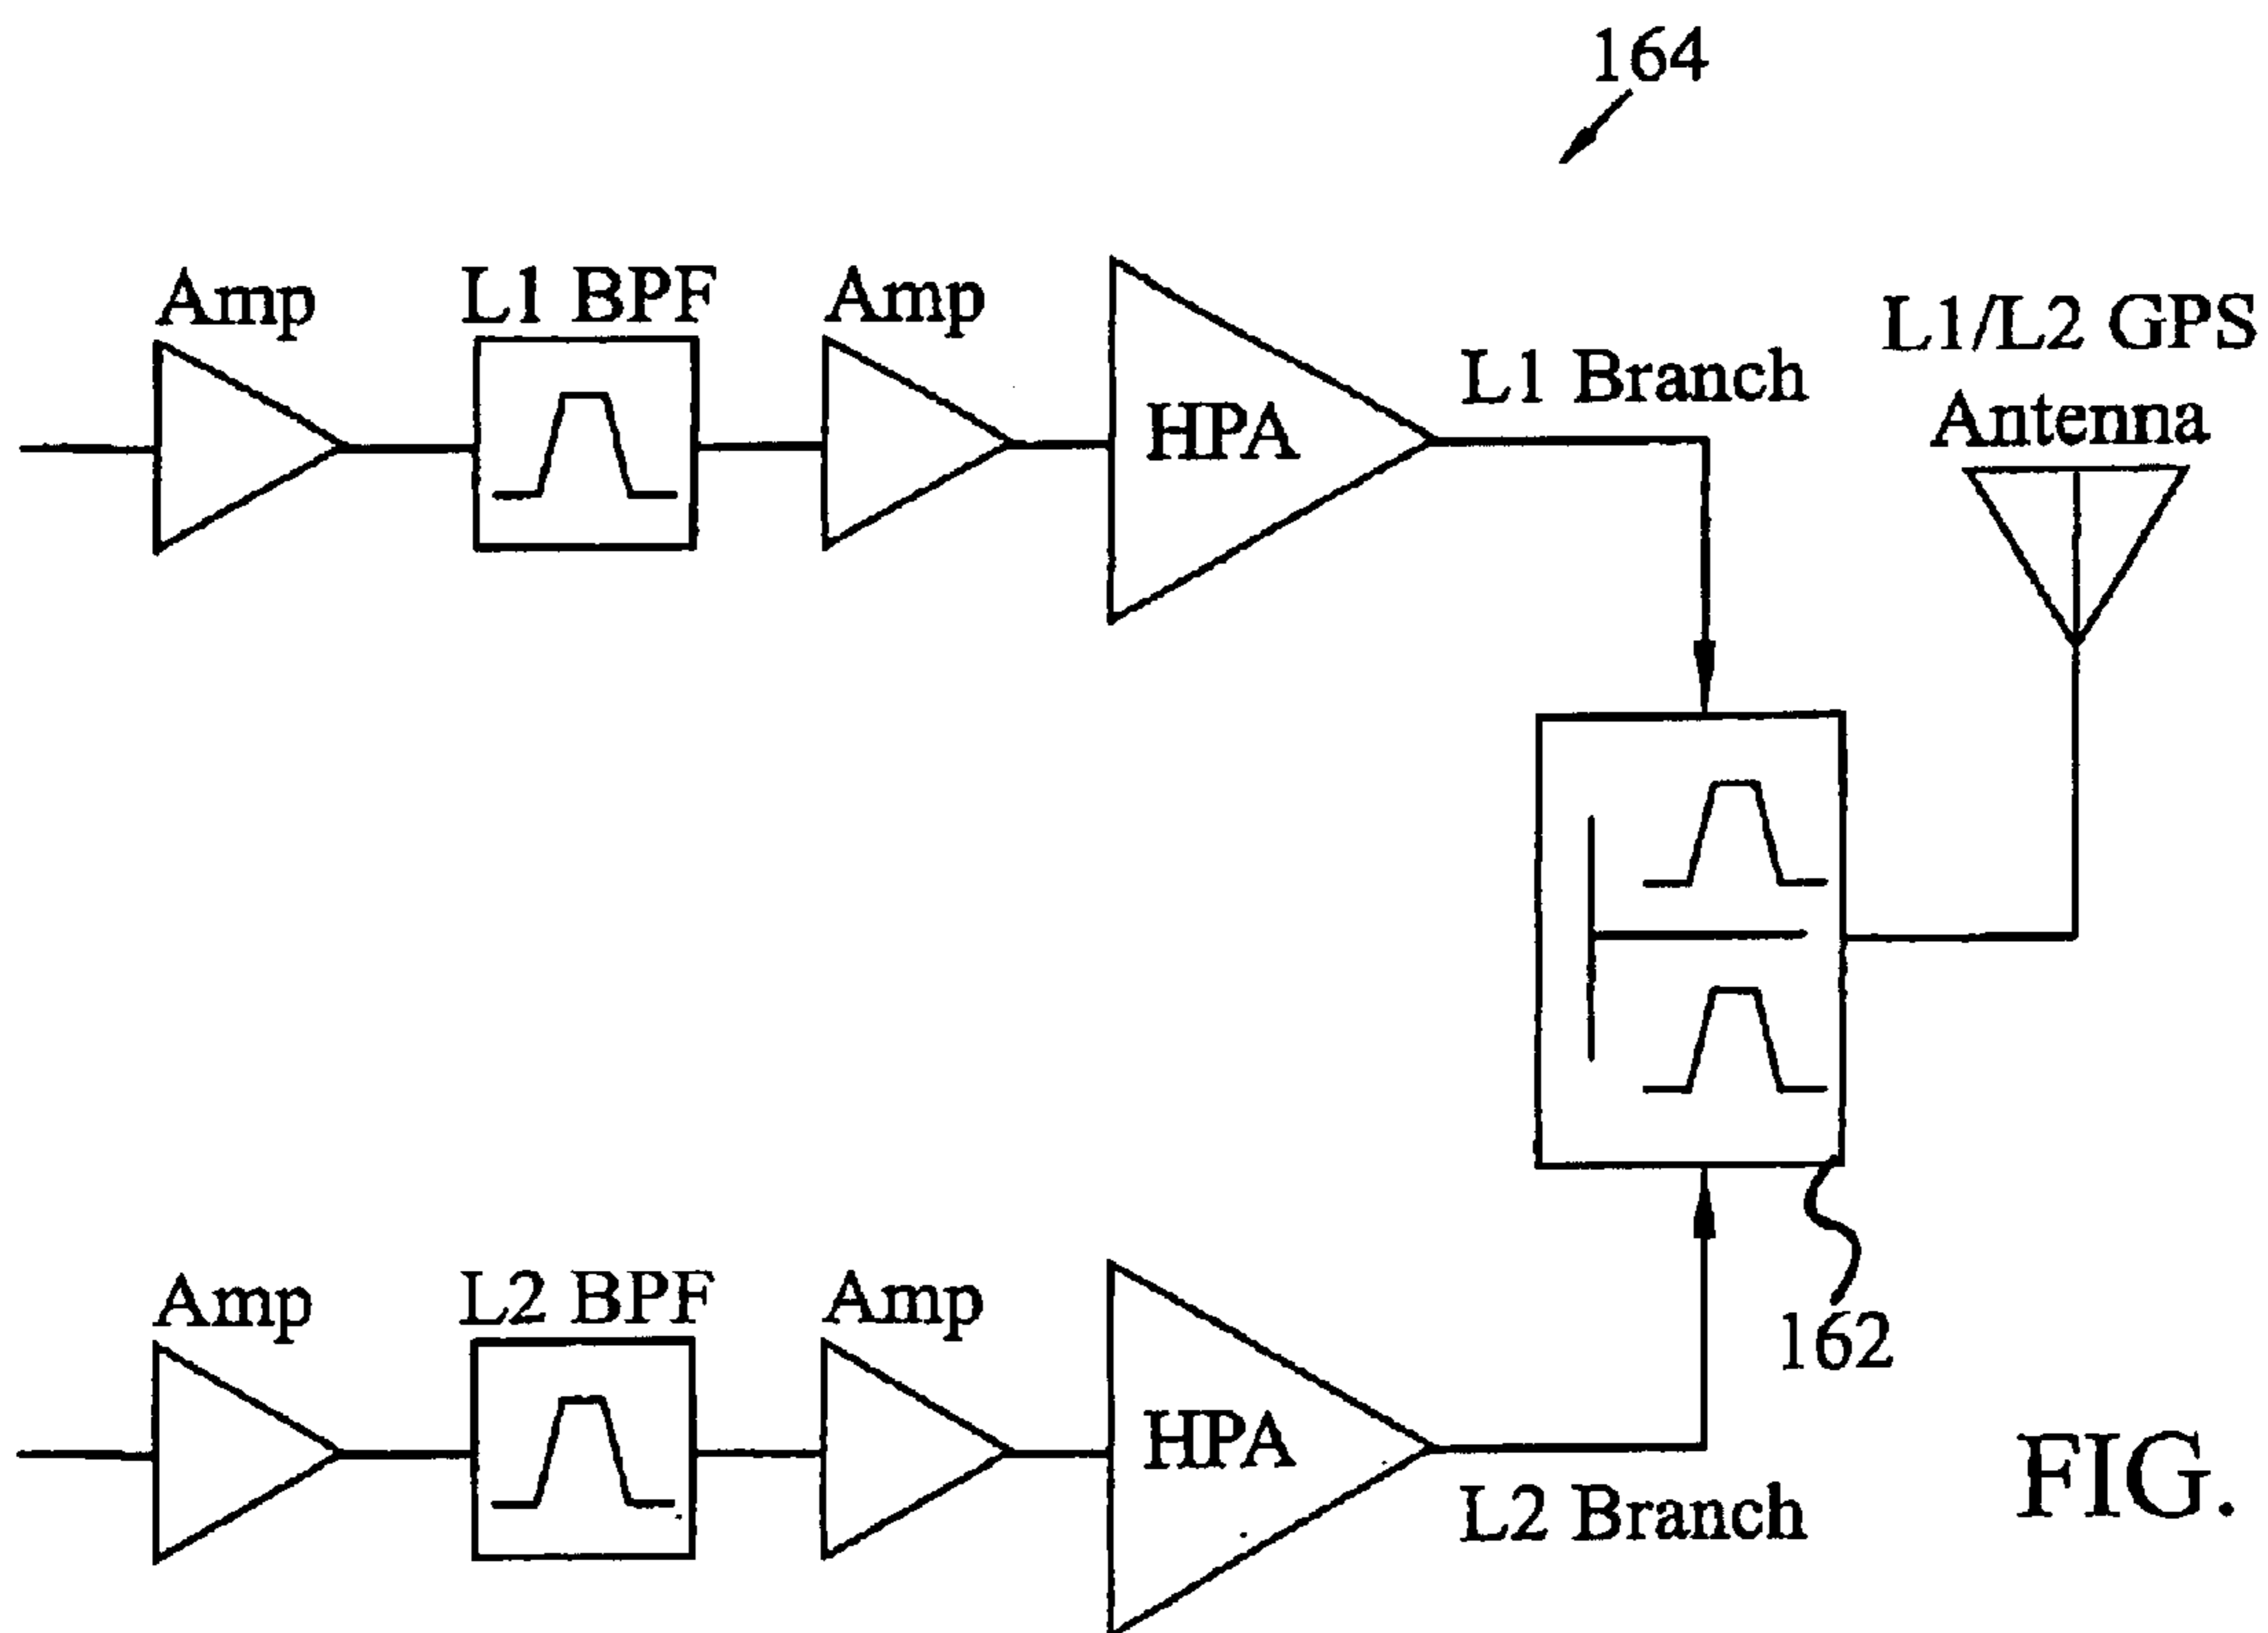 164
Amp
L1 BPF
Amp
HPA
L1 Branch
L1/L2 GPS
Antenna
Amp
L2 BPF
Amp
HPA
L2 Branch
162
FIG.